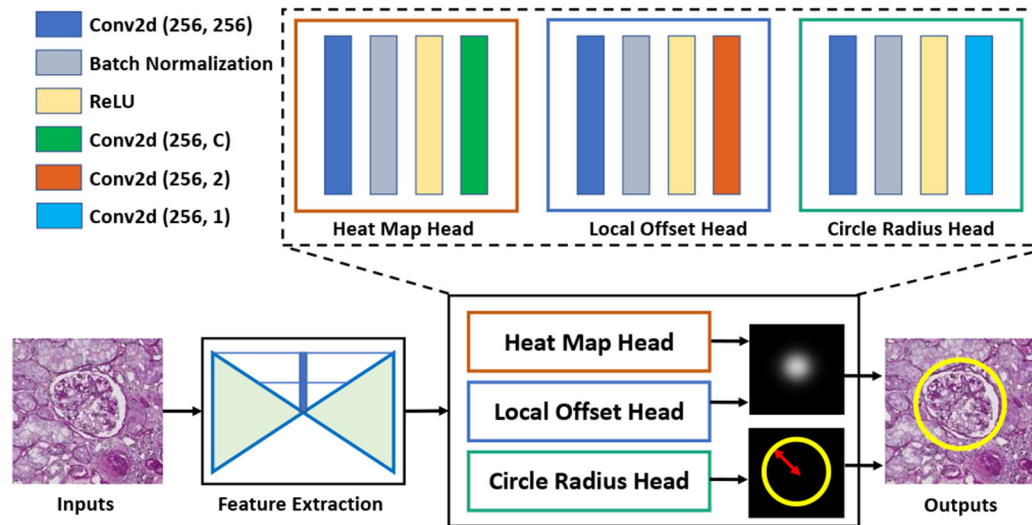 Conv2d (256, 256)
Batch Normalization
ReLU
Conv2d (256, C)
Conv2d (256, 2)
Conv2d (256, 1)
Heat Map Head
Local Offset Head
Circle Radius Head
Heat Map Head
Local Offset Head
Circle Radius Head
Inputs
Feature Extraction
Outputs